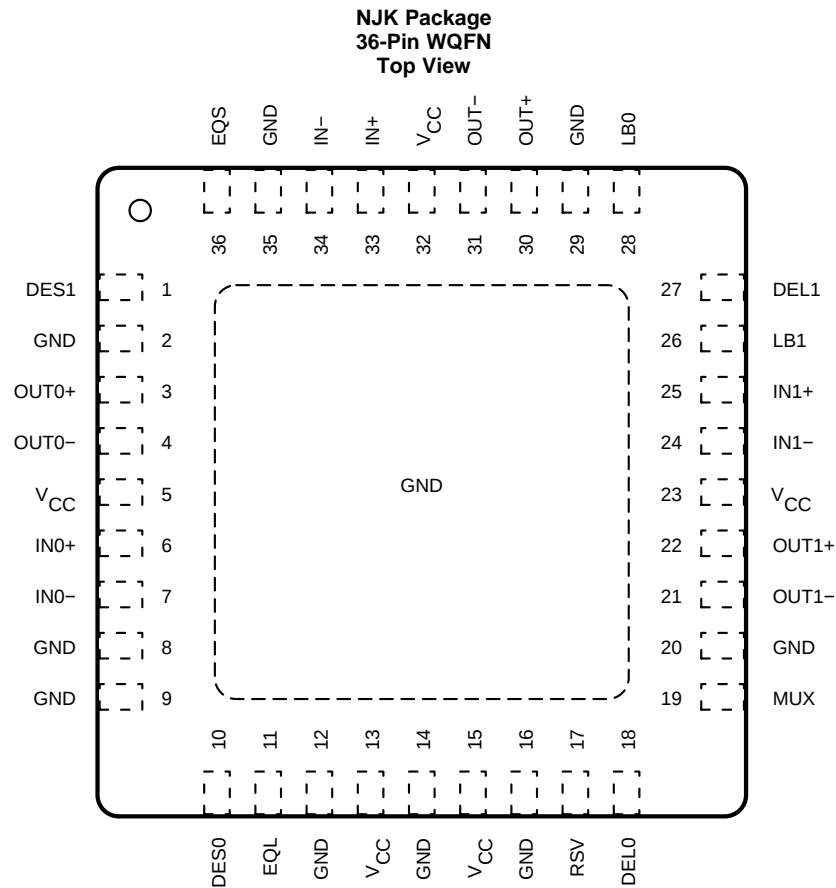 NJK Package
36-Pin WQFN
Top View
EQS
GND
IN−
IN+
VCC
OUT−
OUT+
GND
LB0
36
35
34
33
32
31
30
29
28
DES1 1
GND 2
OUT0+ 3
OUT0− 4
VCC 5
IN0+ 6
IN0− 7
GND 8
GND 9
GND
27 DEL1
26 LB1
25 IN1+
24 IN1−
23 VCC
22 OUT1+
21 OUT1−
20 GND
19 MUX
10
11
12
13
14
15
16
17
18
DES0
EQL
GND
VCC
GND
VCC
GND
RSV
DEL0